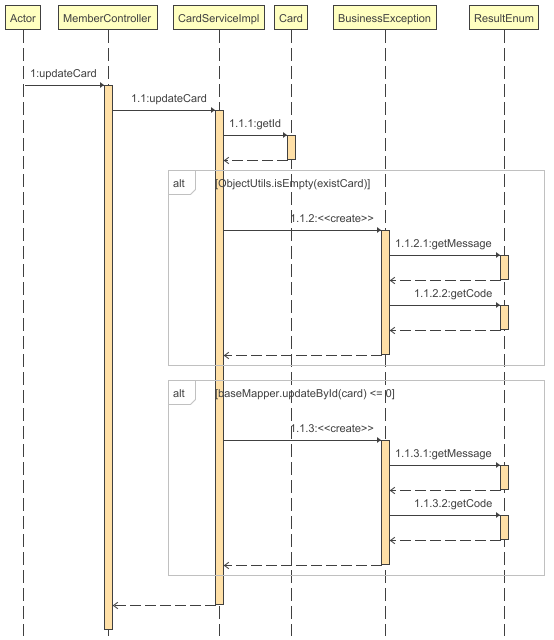 Actor MemberController CardServiceImpl Card BusinessException ResultEnum
1:updateCard
1.1:updateCard
1.1.1:getId
alt [ObjectUtils.isEmpty(existCard)]
1.1.2:<<create>>
1.1.2.1:getMessage
1.1.2.2:getCode
alt [baseMapper.updateById(card) <= 0]
1.1.3:<<create>>
1.1.3.1:getMessage
1.1.3.2:getCode